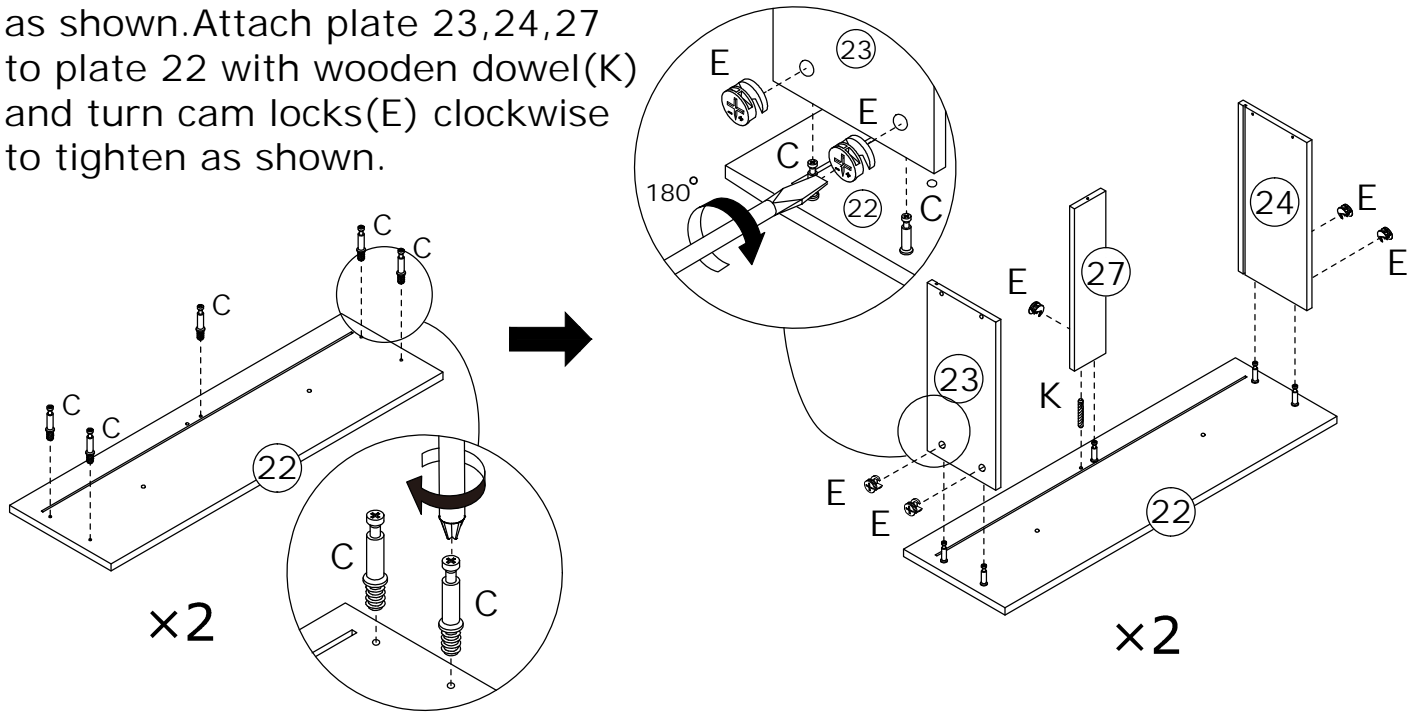 as shown.Attach plate 23,24,27
to plate 22 with wooden dowel(K)
and turn cam locks(E) clockwise
to tighten as shown.
C
C
C
C
C
22
×2
C
C
E
23
E
C
180°
22
C
24
E
E
27
E
23
K
E
E
22
×2